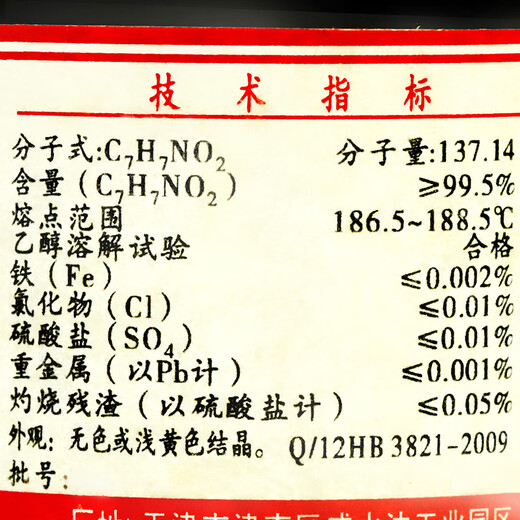 技术指标
分子式:C₇H₇NO₂ 分子量:137.14
含量(C₇H₇NO₂) ≥99.5%
熔点范围 186.5~188.5℃
乙醇溶解试验 合格
铁(Fe) ≤0.002%
氯化物(Cl) ≤0.01%
硫酸盐(SO₄) ≤0.01%
重金属(以Pb计) ≤0.001%
灼烧残渣(以硫酸盐计) ≤0.05%
外观: 无色或浅黄色结晶。 Q/12HB 3821-2009
批号: